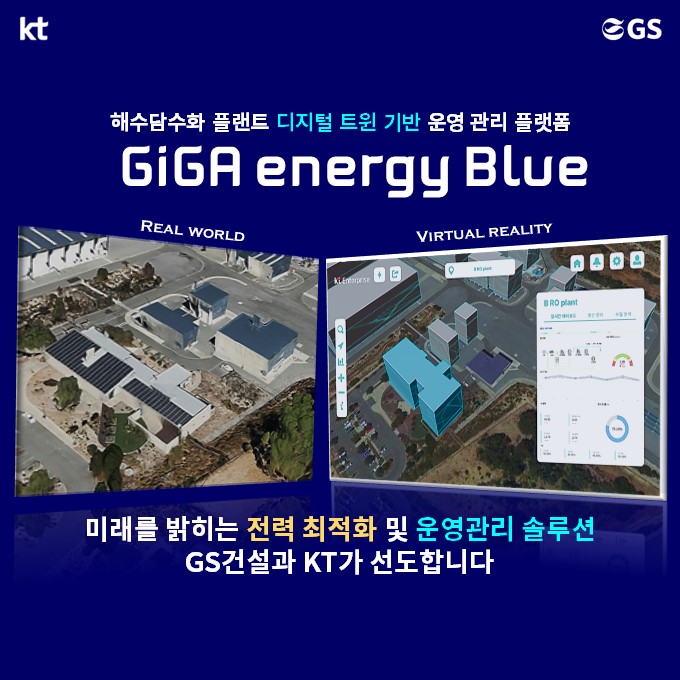 kt
GS
해수담수화 플랜트 디지털 트윈 기반 운영 관리 플랫폼
GiGA energy Blue
REAL WORLD
VIRTUAL REALITY
kt Enterprise
B RO plant
B RO plant
미래를 밝히는 전력 최적화 및 운영관리 솔루션
GS건설과 KT가 선도합니다